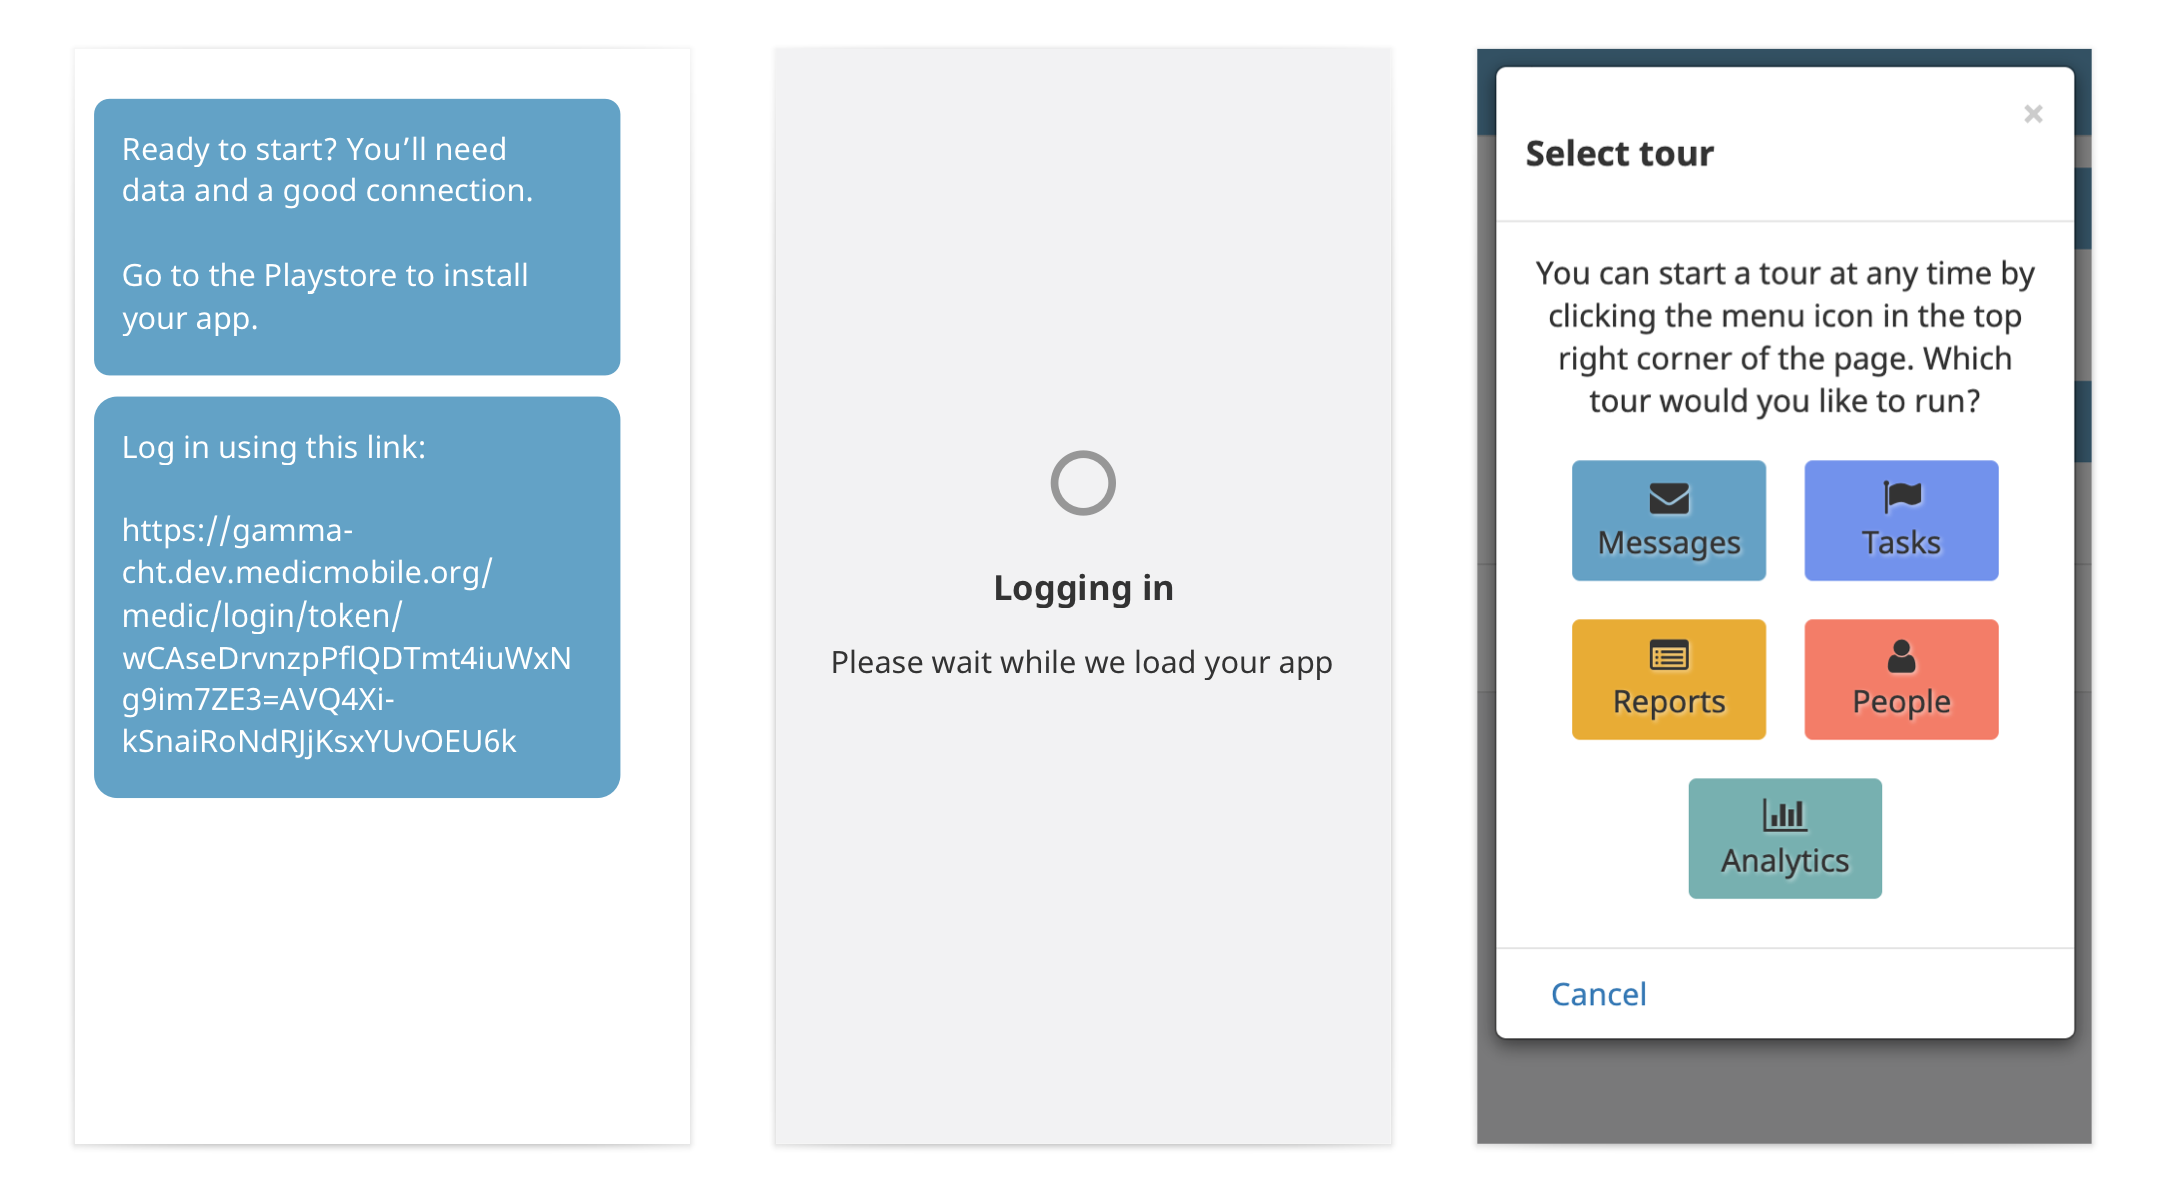 Ready to start? You’ll need
data and a good connection.
Go to the Playstore to install
your app.
Log in using this link:
https://gamma-
cht.dev.medicmobile.org/
medic/login/token/
wCAseDrvnzpPflQDTmt4iuWxN
g9im7ZE3=AVQ4Xi-
kSnaiRoNdRJjKsxYUvOEU6k
Logging in
Please wait while we load your app
×
Select tour
You can start a tour at any time by
clicking the menu icon in the top
right corner of the page. Which
tour would you like to run?
Messages
Tasks
Reports
People
Analytics
Cancel